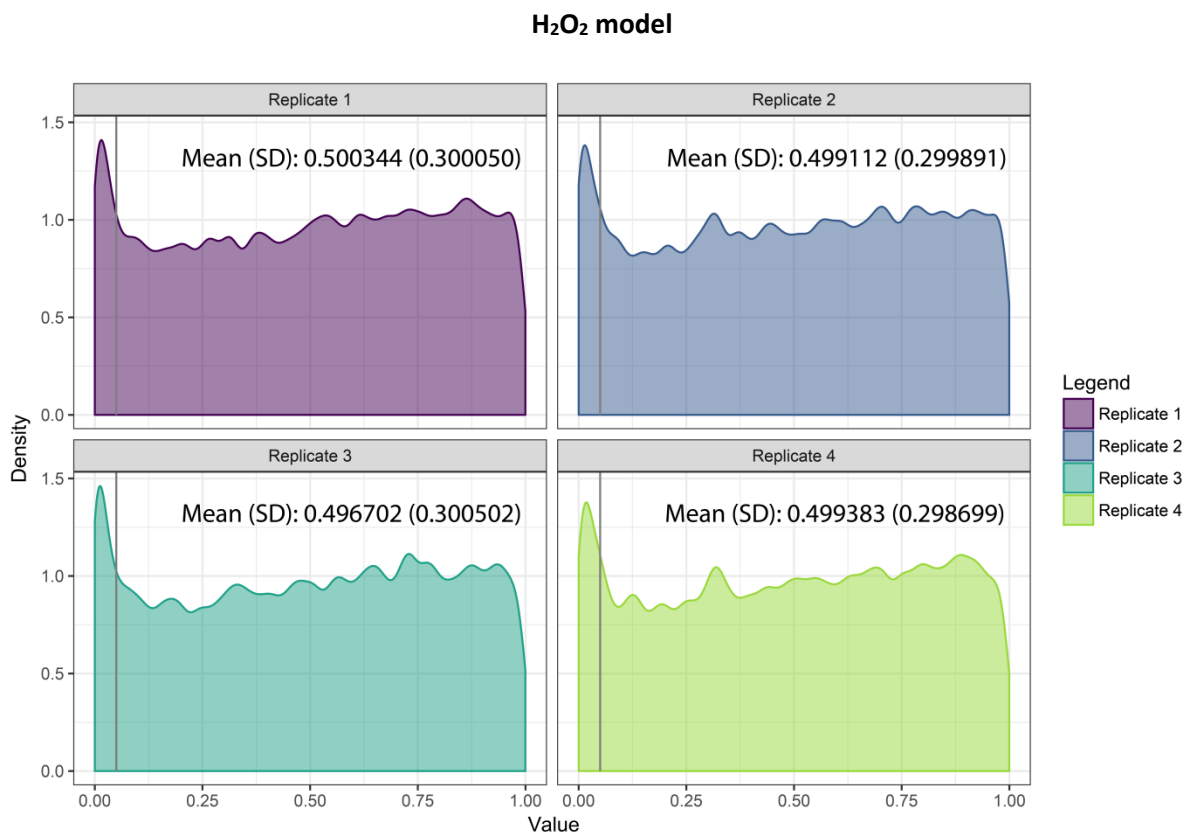 H₂O₂ model
Replicate 1
Replicate 2
1.5
Mean (SD): 0.500344 (0.300050)
Mean (SD): 0.499112 (0.299891)
1.0
0.5
0.0
Legend
Replicate 1
Replicate 2
Replicate 3
Replicate 4
Density
Replicate 3
Replicate 4
1.5
Mean (SD): 0.496702 (0.300502)
Mean (SD): 0.499383 (0.298699)
1.0
0.5
0.0
0.00 0.25 0.50 0.75 1.00 0.00 0.25 0.50 0.75 1.00
Value